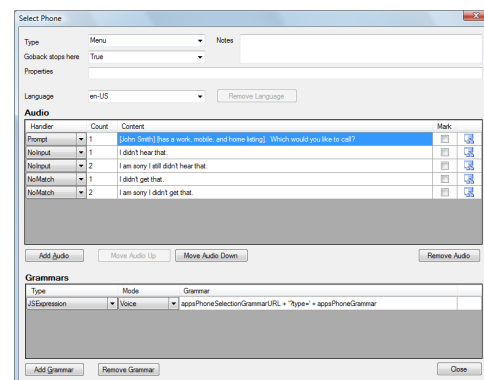 Select Phone
Type Menu Notes
Goback stops here True
Properties
Language en-US Remove Language
Audio
Handler Count Content Mark
Prompt 1 [John Smith] [has a work, mobile, and home listing]. Which would you like to call?
NoInput 1 I didn't hear that.
NoInput 2 I am sorry I still didn't hear that.
NoMatch 1 I didn't get that.
NoMatch 2 I am sorry I didn't get that.
Add Audio Move Audio Up Move Audio Down Remove Audio
Grammars
Type Mode Grammar
JSExpression Voice appsPhoneSelectionGrammarURL + '?type=' + appsPhoneGrammar
Add Grammar Remove Grammar Close